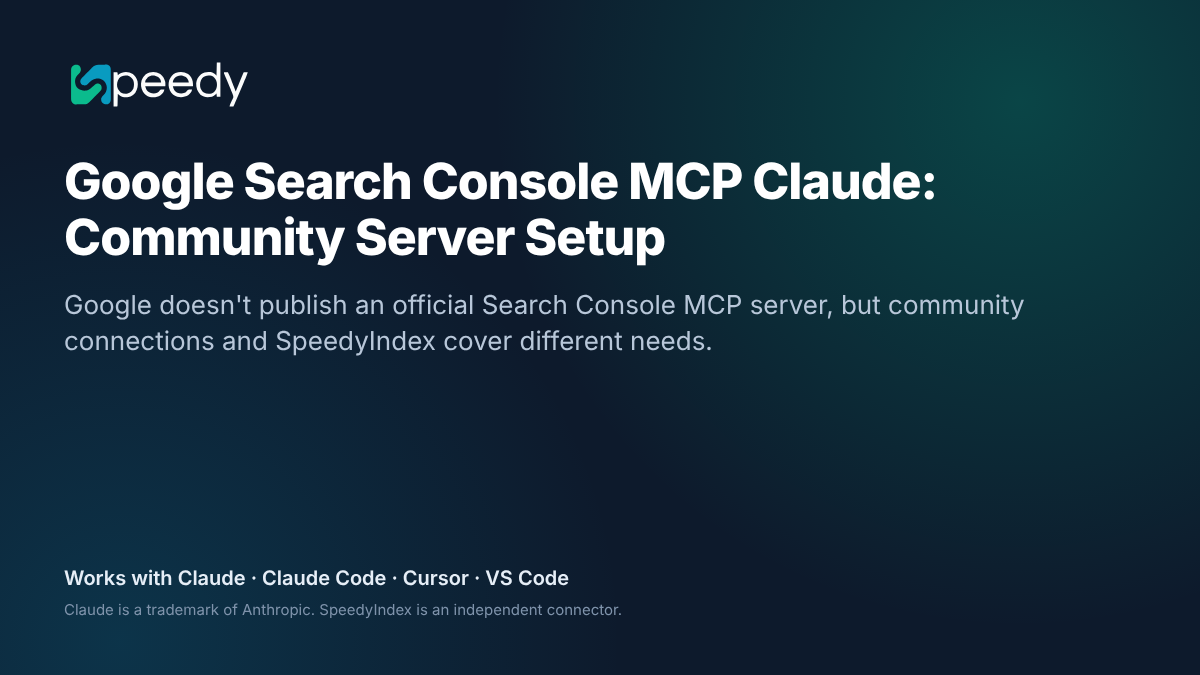 Speedy
Google Search Console MCP Claude:
Community Server Setup
Google doesn't publish an official Search Console MCP server, but community
connections and SpeedyIndex cover different needs.
Works with Claude · Claude Code · Cursor · VS Code
Claude is a trademark of Anthropic. SpeedyIndex is an independent connector.